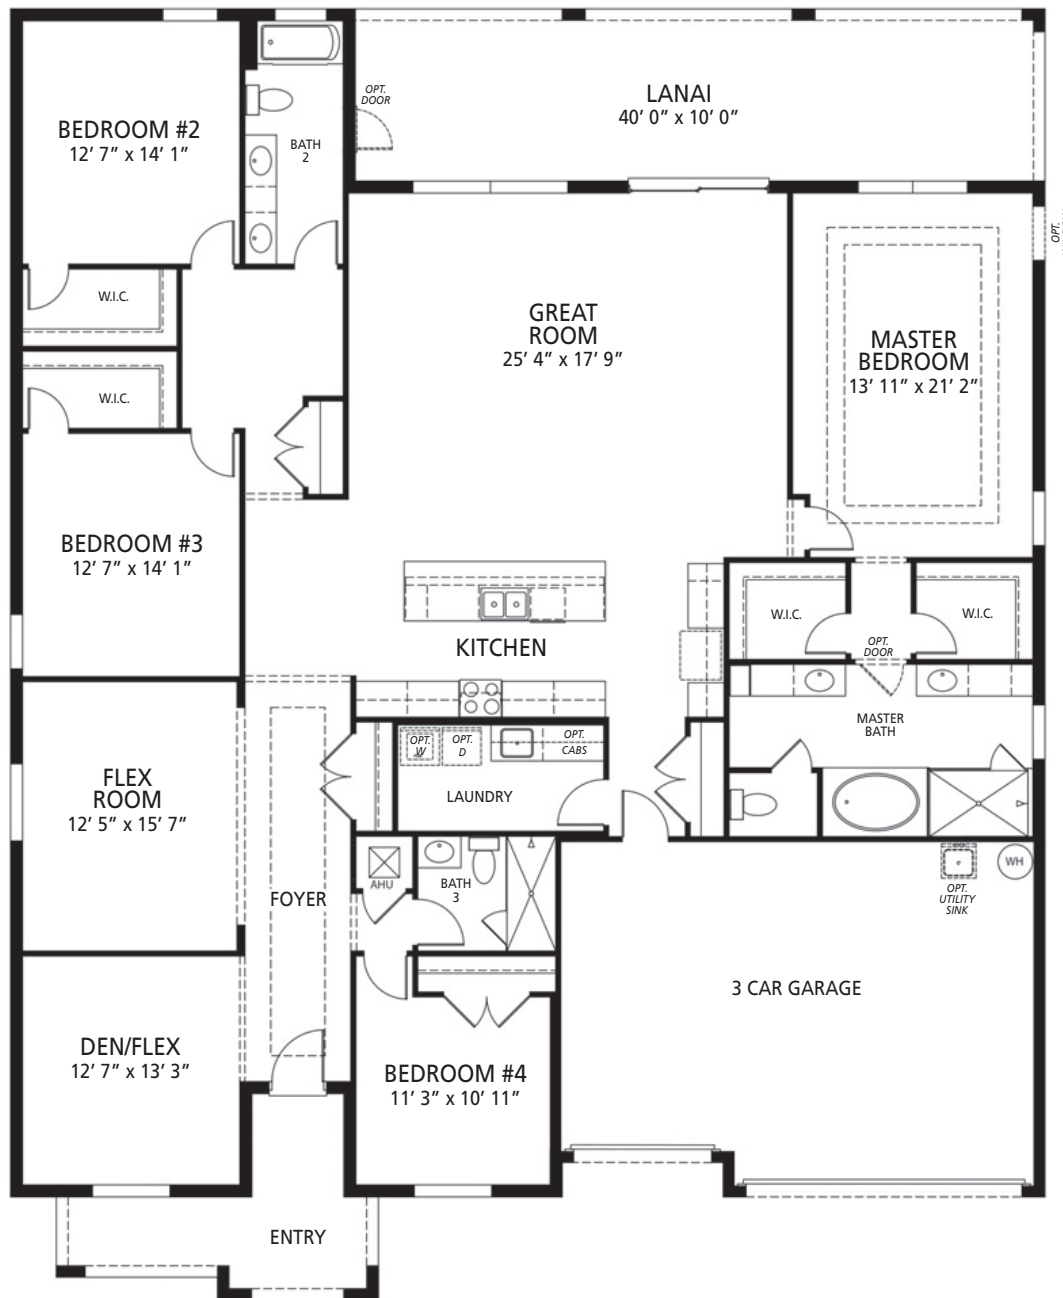 BEDROOM #2
12' 7" x 14' 1"
BATH
2
OPT.
DOOR
LANAI
40' 0" x 10' 0"
OPT.
W.I.C.
W.I.C.
GREAT
ROOM
25' 4" x 17' 9"
MASTER
BEDROOM
13' 11" x 21' 2"
BEDROOM #3
12' 7" x 14' 1"
KITCHEN
W.I.C.
W.I.C.
OPT.
DOOR
MASTER
BATH
FLEX
ROOM
12' 5" x 15' 7"
OPT.
W
OPT.
D
OPT.
CABS
LAUNDRY
FOYER
AHU
BATH
3
WH
OPT.
UTILITY
SINK
3 CAR GARAGE
DEN/FLEX
12' 7" x 13' 3"
BEDROOM #4
11' 3" x 10' 11"
ENTRY